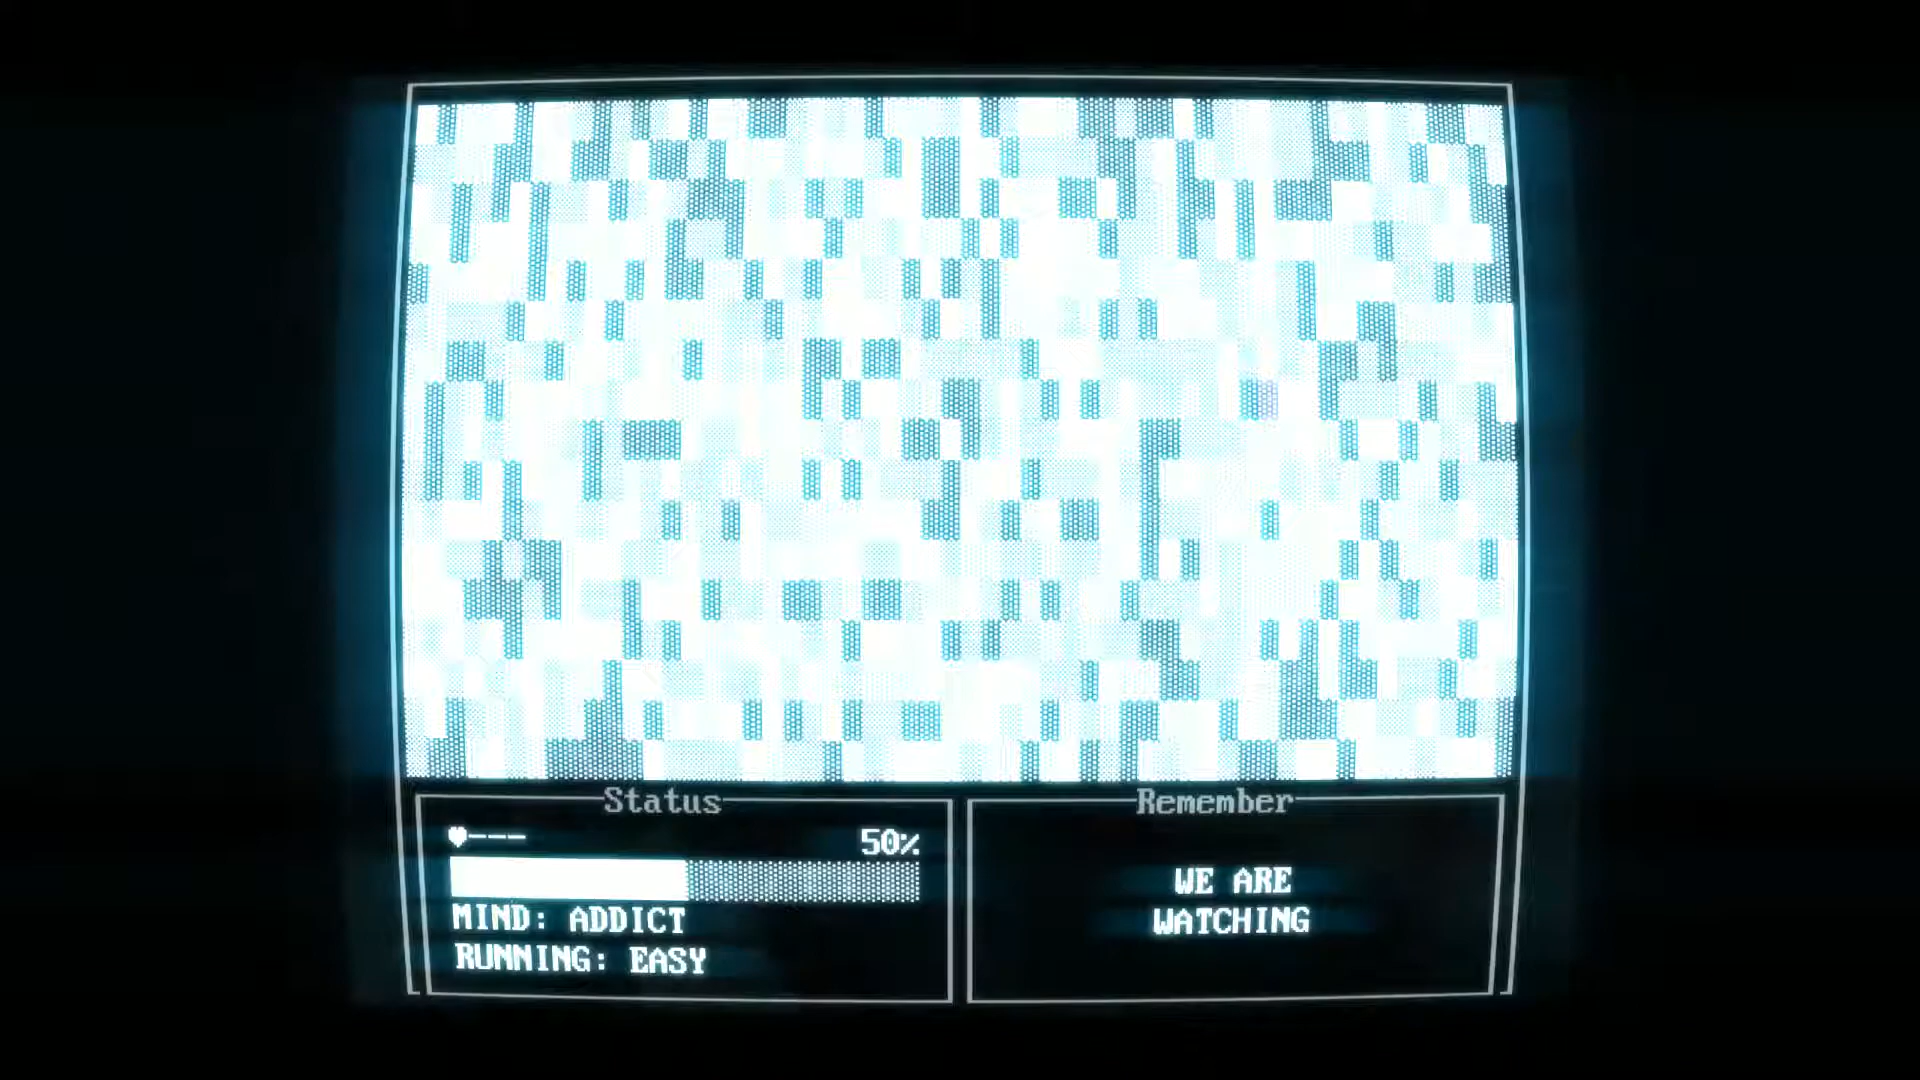 Status
♥--- 50%
MIND: ADDICT
RUNNING: EASY
Remember
WE ARE
WATCHING